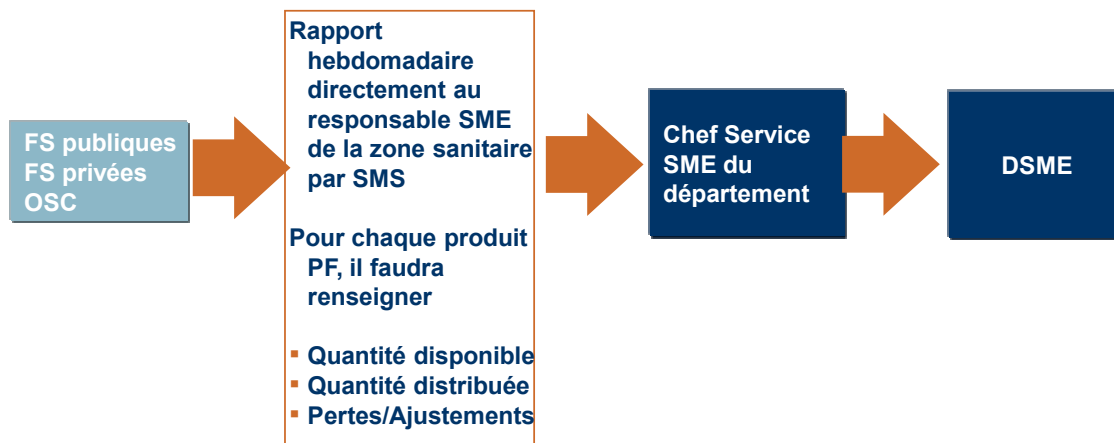 FS publiques
FS privées
OSC
Rapport
hebdomadaire
directement au
responsable SME
de la zone sanitaire
par SMS
Pour chaque produit
PF, il faudra
renseigner
▪ Quantité disponible
▪ Quantité distribuée
▪ Pertes/Ajustements
Chef Service
SME du
département
DSME